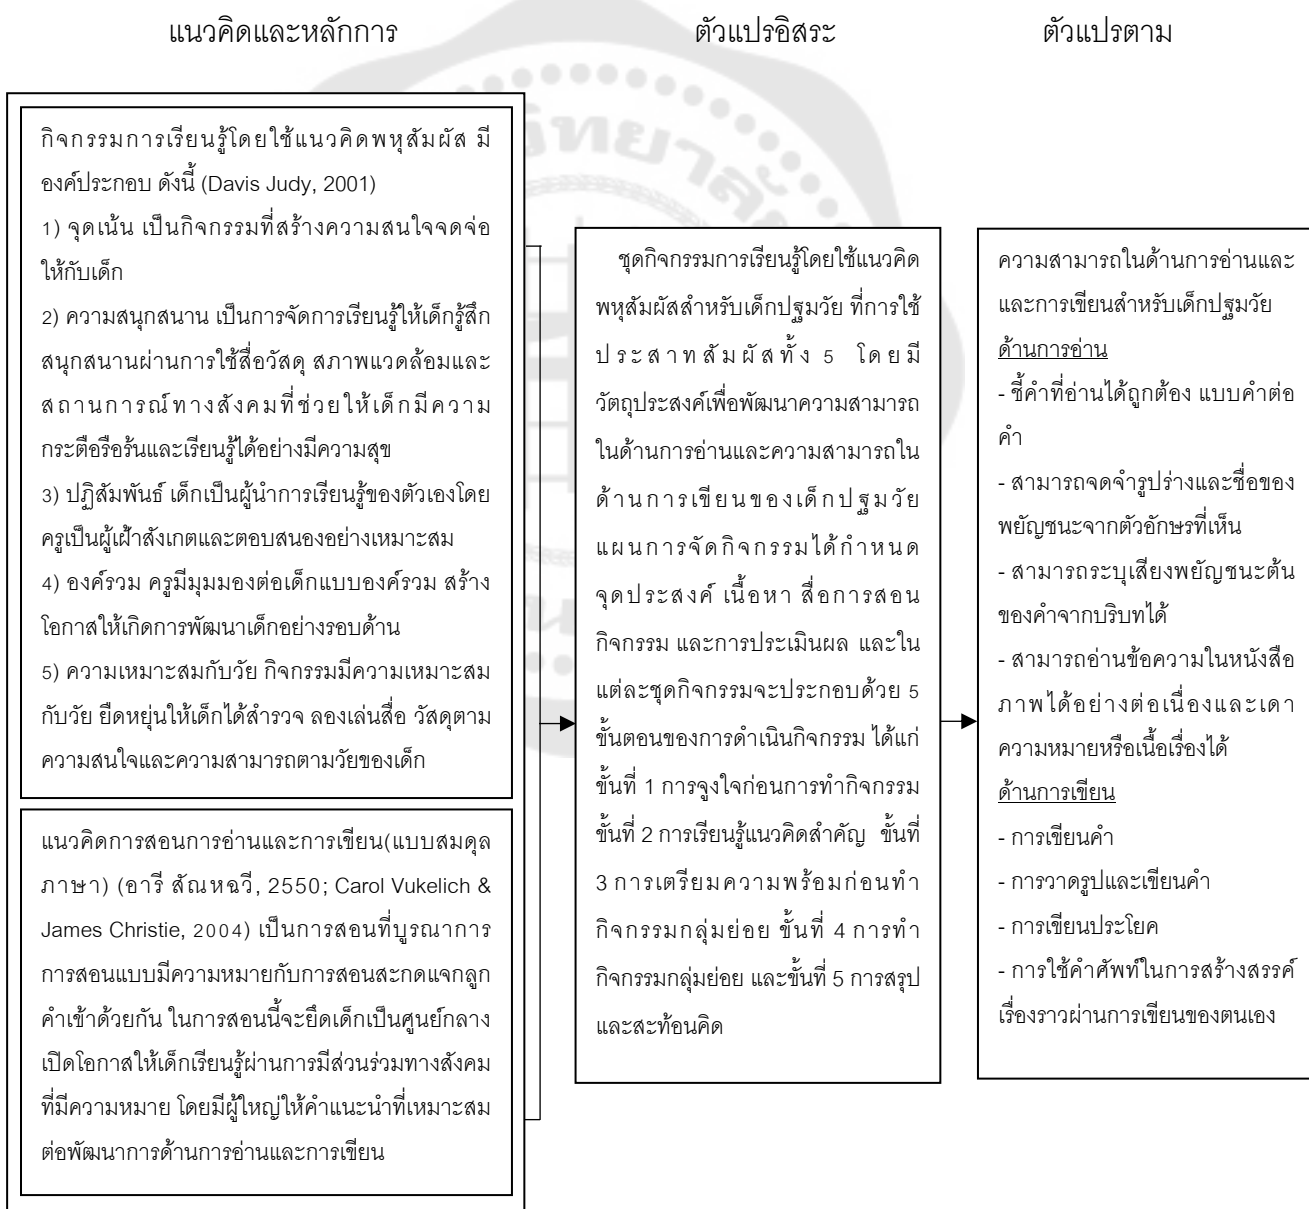 แนวคิดและหลักการ
ตัวแปรอิสระ
ตัวแปรตาม
กิจกรรมการเรียนรู้โดยใช้แนวคิดพหุสัมผัส มี
องค์ประกอบ ดังนี้ (Davis Judy, 2001)
1) จุดเน้น เป็นกิจกรรมที่สร้างความสนใจจดจ่อ
ให้กับเด็ก
2) ความสนุกสนาน เป็นการจัดการเรียนรู้ให้เด็กรู้สึก
สนุกสนานผ่านการใช้สื่อวัสดุ สภาพแวดล้อมและ
สถานการณ์ทางสังคมที่ช่วยให้เด็กมีความ
กระตือรือร้นและเรียนรู้ได้อย่างมีความสุข
3) ปฏิสัมพันธ์ เด็กเป็นผู้นำการเรียนรู้ของตัวเองโดย
ครูเป็นผู้เฝ้าสังเกตและตอบสนองอย่างเหมาะสม
4) องค์รวม ครูมีมุมมองต่อเด็กแบบองค์รวม สร้าง
โอกาสให้เกิดการพัฒนาเด็กอย่างรอบด้าน
5) ความเหมาะสมกับวัย กิจกรรมมีความเหมาะสม
กับวัย ยืดหยุ่นให้เด็กได้สำรวจ ลองเล่นสื่อ วัสดุตาม
ความสนใจและความสามารถตามวัยของเด็ก
แนวคิดการสอนการอ่านและการเขียน(แบบสมดุล
ภาษา) (อารี สัณหฉวี, 2550; Carol Vukelich &
James Christie, 2004) เป็นการสอนที่บูรณาการ
การสอนแบบมีความหมายกับการสอนสะกดแจกลูก
คำเข้าด้วยกัน ในการสอนนี้จะยึดเด็กเป็นศูนย์กลาง
เปิดโอกาสให้เด็กเรียนรู้ผ่านการมีส่วนร่วมทางสังคม
ที่มีความหมาย โดยมีผู้ใหญ่ให้คำแนะนำที่เหมาะสม
ต่อพัฒนาการด้านการอ่านและการเขียน
ชุดกิจกรรมการเรียนรู้โดยใช้แนวคิด
พหุสัมผัสสำหรับเด็กปฐมวัย ที่การใช้
ประสาทสัมผัสทั้ง 5 โดยมี
วัตถุประสงค์เพื่อพัฒนาความสามารถ
ในด้านการอ่านและความสามารถใน
ด้านการเขียนของเด็กปฐมวัย
แผนการจัดกิจกรรมได้กำหนด
จุดประสงค์ เนื้อหา สื่อการสอน
กิจกรรม และการประเมินผล และใน
แต่ละชุดกิจกรรมจะประกอบด้วย 5
ขั้นตอนของการดำเนินกิจกรรม ได้แก่
ขั้นที่ 1 การจูงใจก่อนการทำกิจกรรม
ขั้นที่ 2 การเรียนรู้แนวคิดสำคัญ ขั้นที่
3 การเตรียมความพร้อมก่อนทำ
กิจกรรมกลุ่มย่อย ขั้นที่ 4 การทำ
กิจกรรมกลุ่มย่อย และขั้นที่ 5 การสรุป
และสะท้อนคิด
ความสามารถในด้านการอ่านและ
และการเขียนสำหรับเด็กปฐมวัย
ด้านการอ่าน
- ชี้คำที่อ่านได้ถูกต้อง แบบคำต่อ
คำ
- สามารถจดจำรูปร่างและชื่อของ
พยัญชนะจากตัวอักษรที่เห็น
- สามารถระบุเสียงพยัญชนะต้น
ของคำจากบริบทได้
- สามารถอ่านข้อความในหนังสือ
ภาพได้อย่างต่อเนื่องและเดา
ความหมายหรือเนื้อเรื่องได้
ด้านการเขียน
- การเขียนคำ
- การวาดรูปและเขียนคำ
- การเขียนประโยค
- การใช้คำศัพท์ในการสร้างสรรค์
เรื่องราวผ่านการเขียนของตนเอง